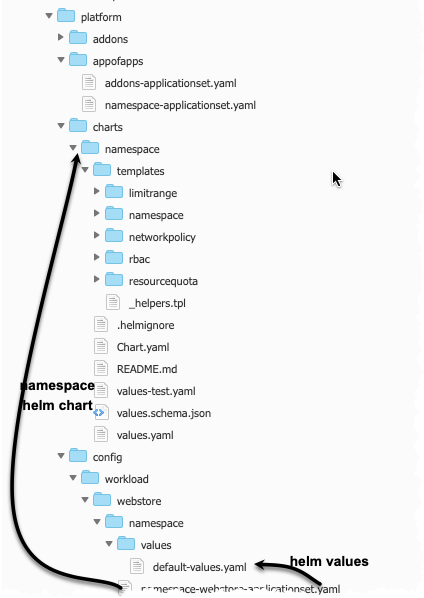 platform
addons
appofapps
addons-applicationset.yaml
namespace-applicationset.yaml
charts
namespace
templates
limitrange
namespace
networkpolicy
rbac
resourcequota
_helpers.tpl
.helmignore
Chart.yaml
README.md
namespace
values-test.yaml
helm chart
values.schema.json
values.yaml
config
workload
webstore
namespace
values
helm values
default-values.yaml
namespace-webstore-applicationset.yaml